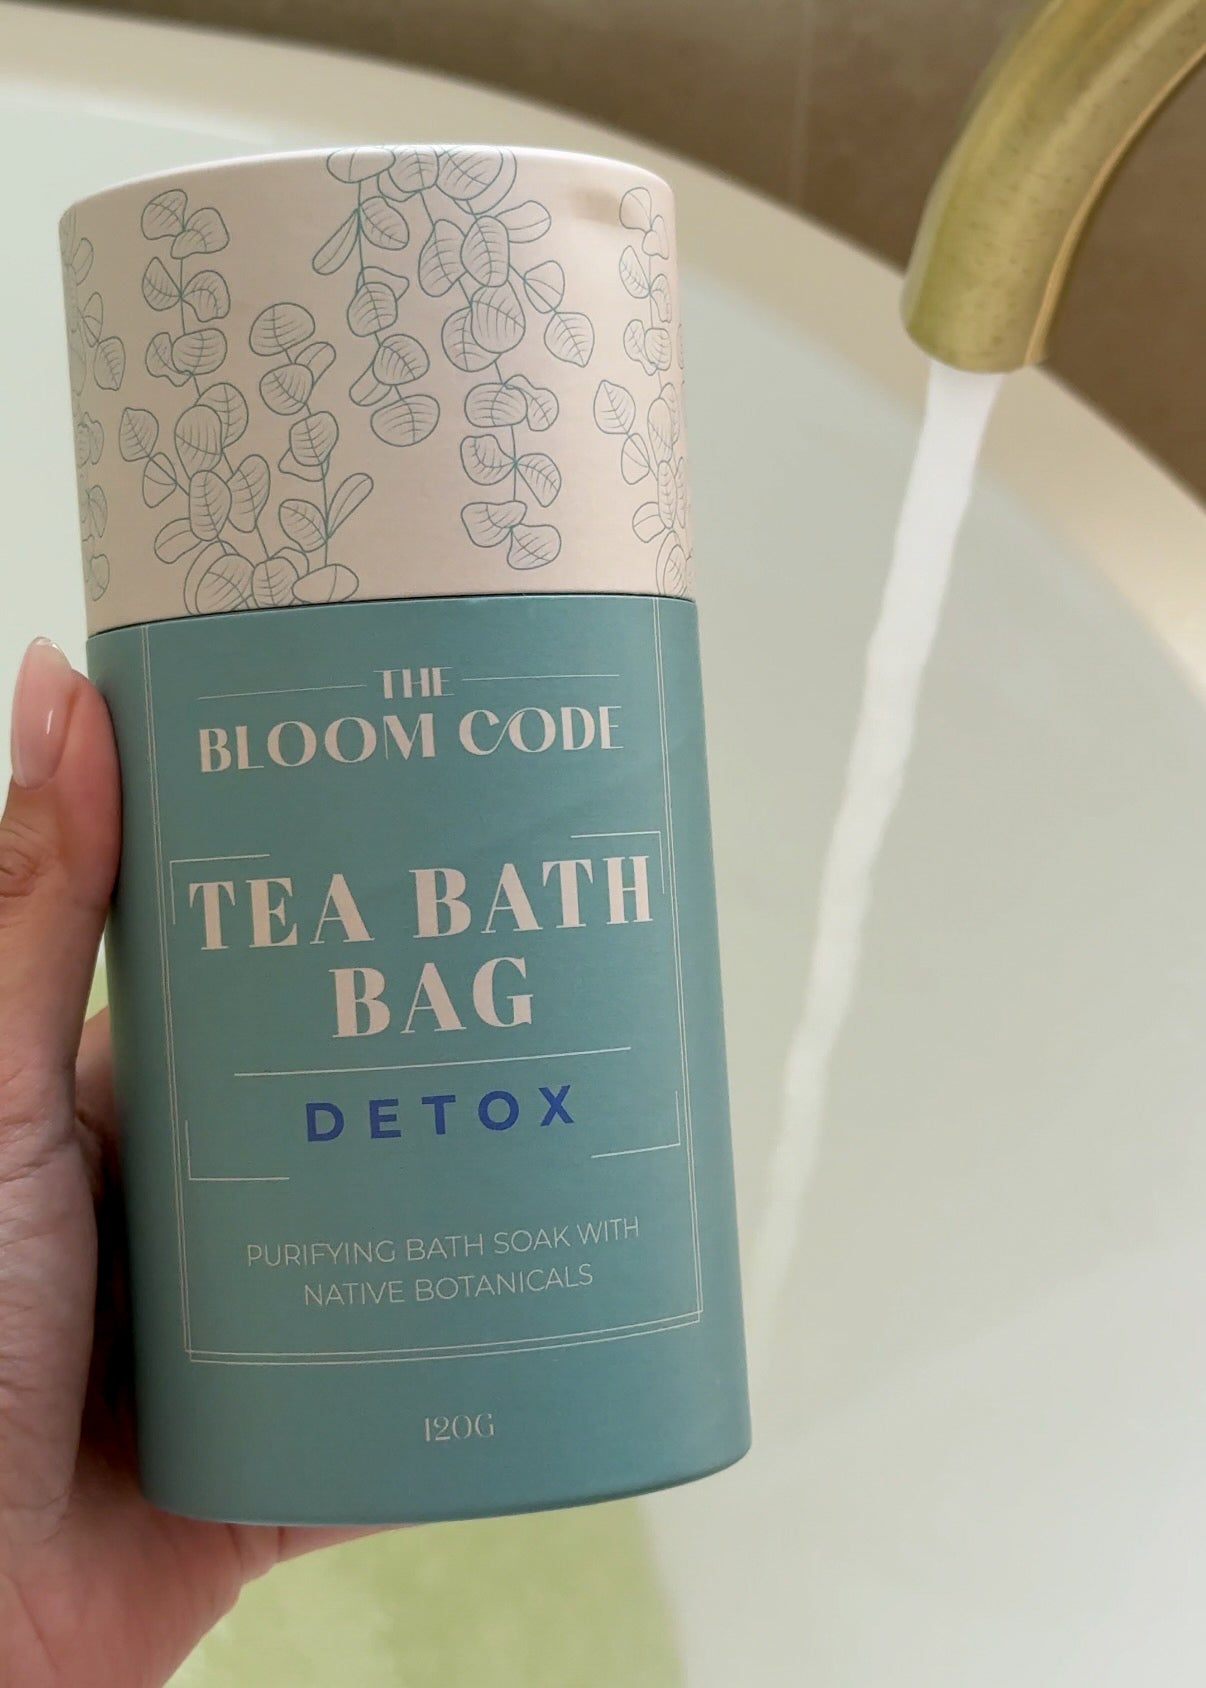 THE
BLOOM CODE
TEA BATH
BAG
DETOX
PURIFYING BATH SOAK WITH
NATIVE BOTANICALS
120G